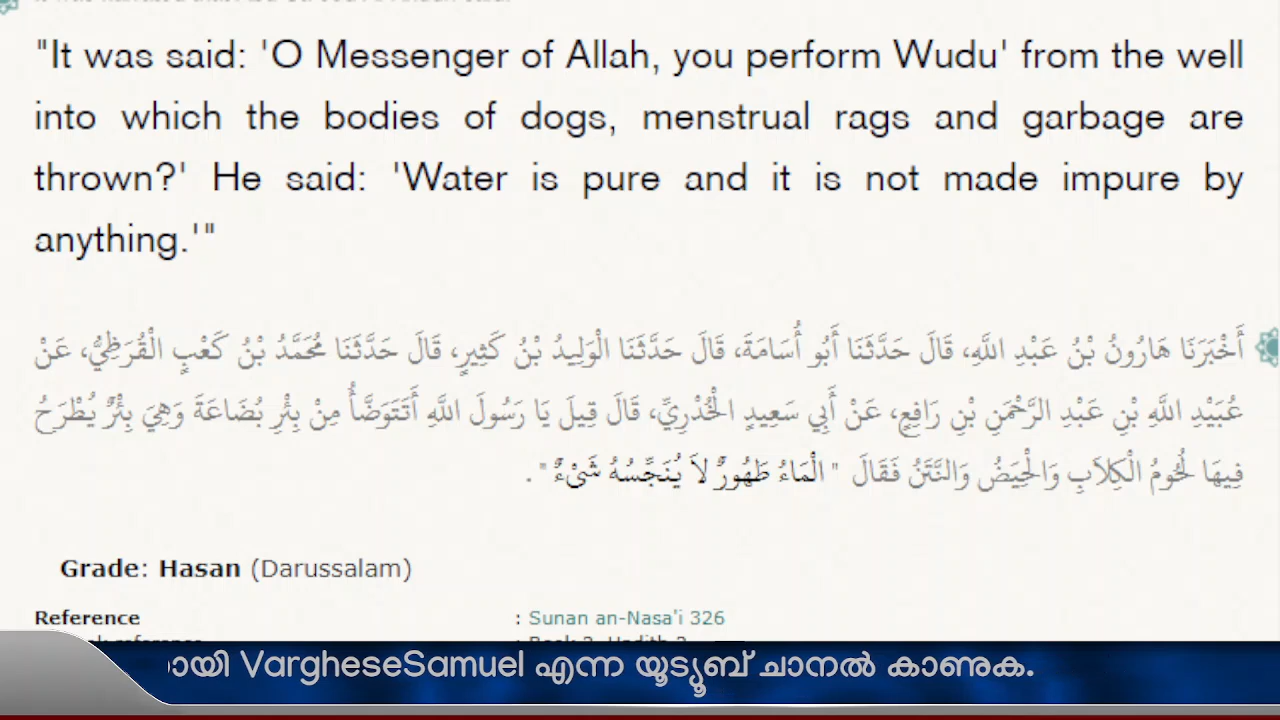 "It was said: 'O Messenger of Allah, you perform Wudu' from the well
into which the bodies of dogs, menstrual rags and garbage are
thrown?' He said: 'Water is pure and it is not made impure by
anything.'"
أَخْبَرَنَا هَارُونُ بْنُ عَبْدِ اللَّهِ، قَالَ حَدَّثَنَا أَبُو أُسَامَةَ، قَالَ حَدَّثَنَا الْوَلِيدُ بْنُ كَثِيرٍ، قَالَ حَدَّثَنَا مُحَمَّدُ بْنُ كَعْبٍ الْقُرَظِيُّ، عَنْ
عُبَيْدِ اللَّهِ بْنِ عَبْدِ الرَّحْمَنِ بْنِ رَافِعٍ، عَنْ أَبِي سَعِيدٍ الْخُدْرِيِّ، قَالَ قِيلَ يَا رَسُولَ اللَّهِ أَتَتَوَضَّأُ مِنْ بِئْرِ بُضَاعَةَ وَهِيَ بِئْرٌ يُطْرَحُ
فِيهَا لُحُومُ الْكِلاَبِ وَالْحِيَضُ وَالنَّتَنُ فَقَالَ " الْمَاءُ طَهُورٌ لاَ يُنَجِّسُهُ شَىْءٌ " .
Grade: Hasan (Darussalam)
Reference : Sunan an-Nasa'i 326
മായി VargheseSamuel എന്ന യൂട്യൂബ് ചാനൽ കാണുക.